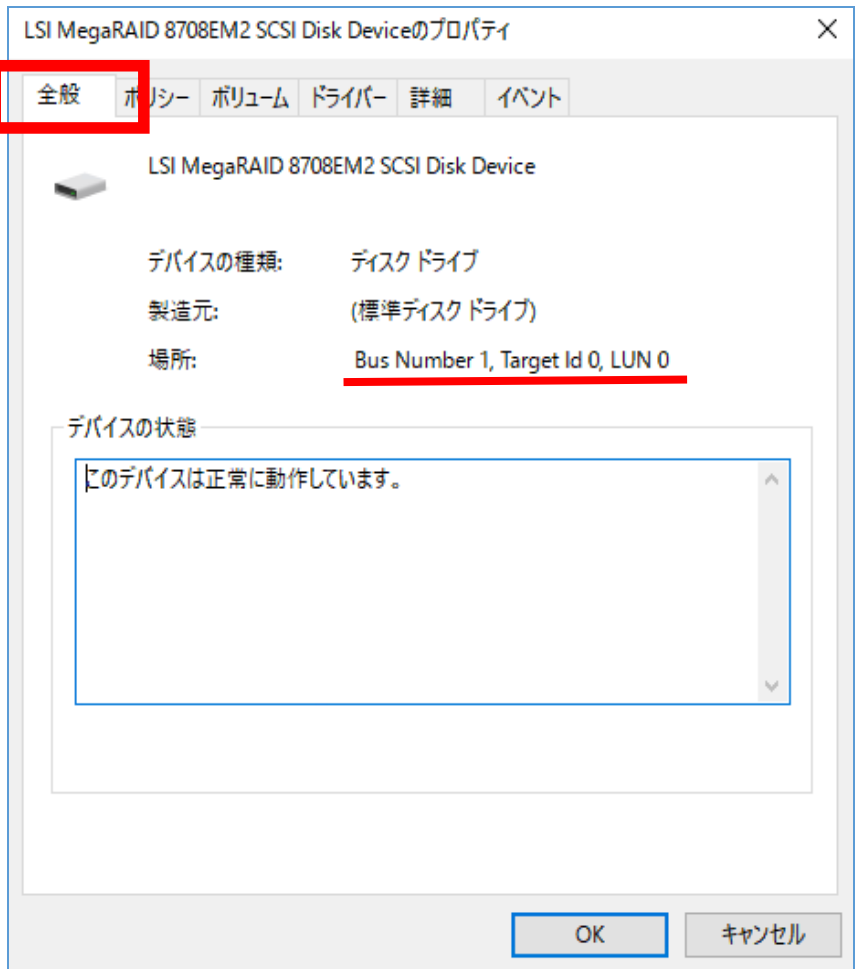 LSI MegaRAID 8708EM2 SCSI Disk Deviceのプロパティ
全般 ポリシー ボリューム ドライバー 詳細 イベント
LSI MegaRAID 8708EM2 SCSI Disk Device
デバイスの種類: ディスク ドライブ
製造元: (標準ディスク ドライブ)
場所: Bus Number 1, Target Id 0, LUN 0
デバイスの状態
このデバイスは正常に動作しています。
OK キャンセル